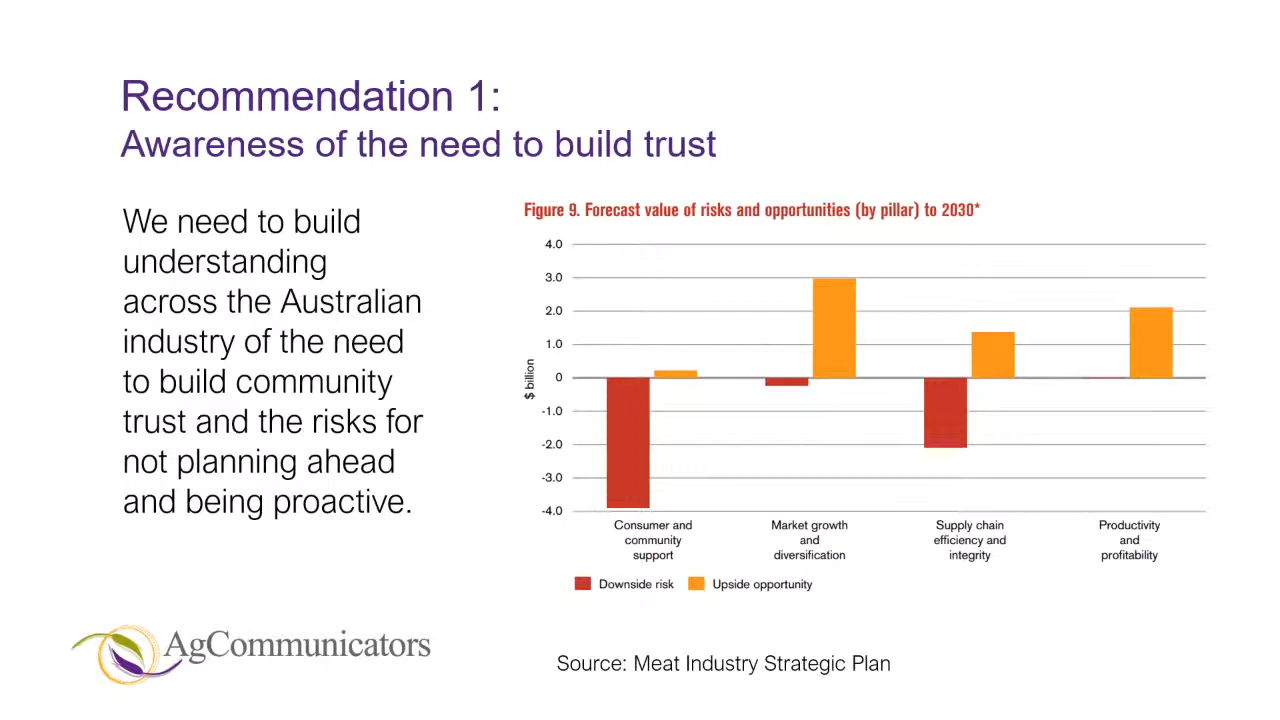 Recommendation 1:
Awareness of the need to build trust
We need to build
understanding
across the Australian
industry of the need
to build community
trust and the risks for
not planning ahead
and being proactive.
Figure 9. Forecast value of risks and opportunities (by pillar) to 2030*
$ billion
4.0
3.0
2.0
1.0
0
-1.0
-2.0
-3.0
-4.0
Consumer and
community
support
Market growth
and
diversification
Supply chain
efficiency and
integrity
Productivity
and
profitability
Downside risk
Upside opportunity
AgCommunicators
Source: Meat Industry Strategic Plan